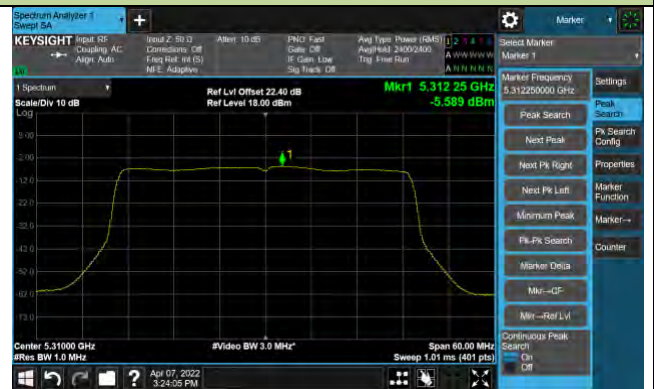 Spectrum Analyzer 1
Swept SA
+
Marker
KEYSIGHT
Input: RF
Coupling: AC
Align: Auto
Input Z: 50 Ω
Corrections: Off
Freq Ref: Int (S)
NFE: Adaptive
Atten: 10 dB
PNO: Fast
Gate: Off
IF Gain: Low
Sig Track: Off
Avg Type: Power (RMS)
Avg|Hold: 2400/2400
Trig: Free Run
1 2 3 4 5 6
A W W W W W
A N N N N N
Select Marker
Marker 1
1 Spectrum
Scale/Div 10 dB
Log
Ref Lvl Offset 22.40 dB
Ref Level 18.00 dBm
Mkr1 5.312 25 GHz
-5.589 dBm
8.00
-2.00
-12.0
-22.0
-32.0
-42.0
-52.0
-62.0
-72.0
1
Center 5.31000 GHz
#Res BW 1.0 MHz
#Video BW 3.0 MHz*
Span 60.00 MHz
Sweep 1.01 ms (401 pts)
Marker Frequency
5.312250000 GHz
Peak Search
Next Peak
Next Pk Right
Next Pk Left
Minimum Peak
Pk-Pk Search
Marker Delta
Mkr→CF
Mkr→Ref Lvl
Continuous Peak
Search
On
Off
Settings
Peak
Search
Pk Search
Config
Properties
Marker
Function
Marker→
Counter
?
Apr 07, 2022
3:24:05 PM